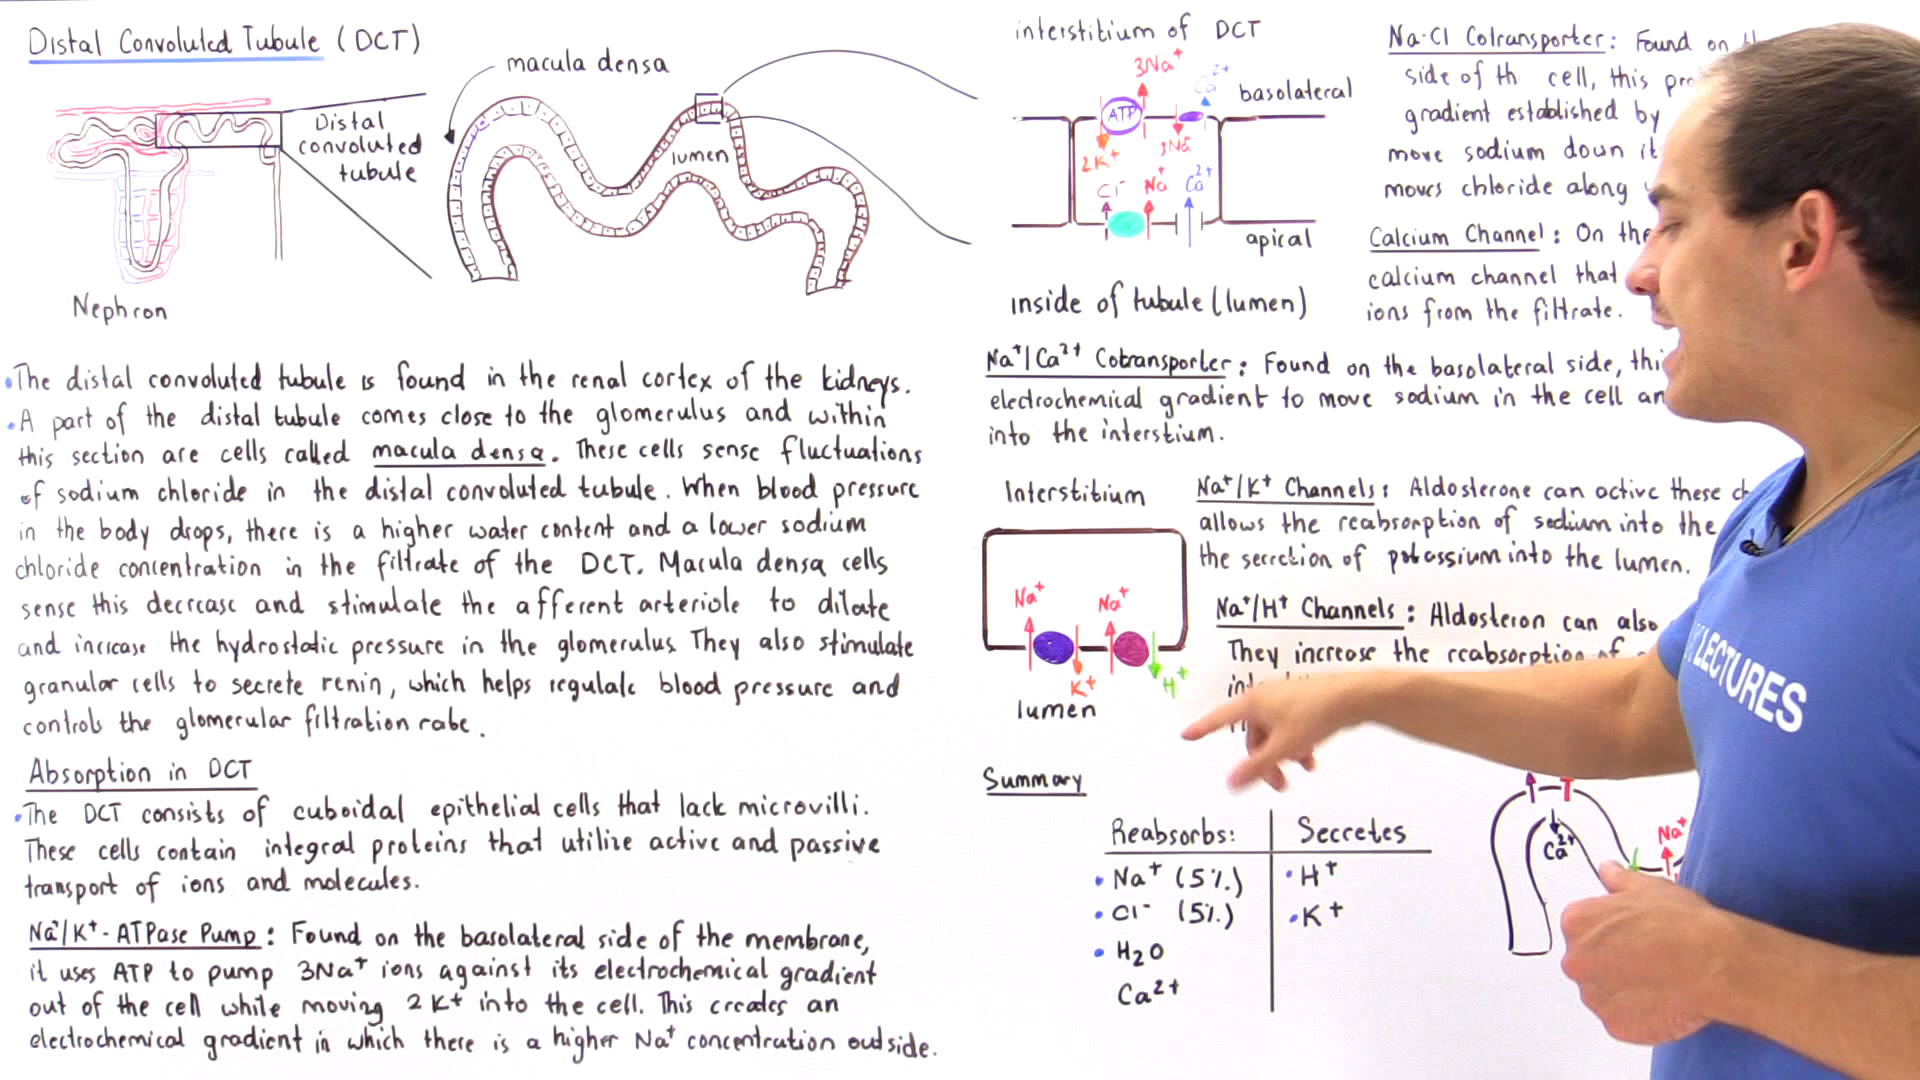 Distal Convoluted Tubule (DCT)
macula densa
Distal
convoluted
tubule
lumen
Nephron
• The distal convoluted tubule is found in the renal cortex of the kidneys.
• A part of the distal tubule comes close to the glomerulus and within
this section are cells called macula densa. These cells sense fluctuations
of sodium chloride in the distal convoluted tubule. When blood pressure
in the body drops, there is a higher water content and a lower sodium
chloride concentration in the filtrate of the DCT. Macula densa cells
sense this decrease and stimulate the afferent arteriole to dilate
and increase the hydrostatic pressure in the glomerulus. They also stimulate
granular cells to secrete renin, which helps regulate blood pressure and
controls the glomerular filtration rate.
Absorption in DCT
• The DCT consists of cuboidal epithelial cells that lack microvilli.
These cells contain integral proteins that utilize active and passive
transport of ions and molecules.
Na+/K+-ATPase Pump: Found on the basolateral side of the membrane,
it uses ATP to pump 3Na+ ions against its electrochemical gradient
out of the cell while moving 2K+ into the cell. This creates an
electrochemical gradient in which there is a higher Na+ concentration outside.
interstitium of DCT
3Na+
Ca2+
basolateral
ATP
2K+
3Na
Cl-
Na+
Ca2+
apical
inside of tubule (lumen)
Na-Cl Cotransporter: Found on
side of th cell, this
gradient established by
move sodium down
moves chloride along
Calcium Channel: On the
calcium channel that
ions from the filtrate.
Na+/Ca2+ Cotransporter: Found on the basolateral side,
electrochemical gradient to move sodium in the cell
into the interstium.
Interstitium
Na+
Na+
K+
H+
lumen
Na+/K+ Channels: Aldosterone can active these
allows the reabsorption of sodium into the
the secretion of potassium into the lumen.
Na+/H+ Channels: Aldosteron can also
They increase the reabsorption of
Summary
Reabsorbs:
Secretes
• Na+ (5%)
• H+
• Cl- (5%)
• K+
• H2O
Ca2+
Ca2+
Na+
LECTURES